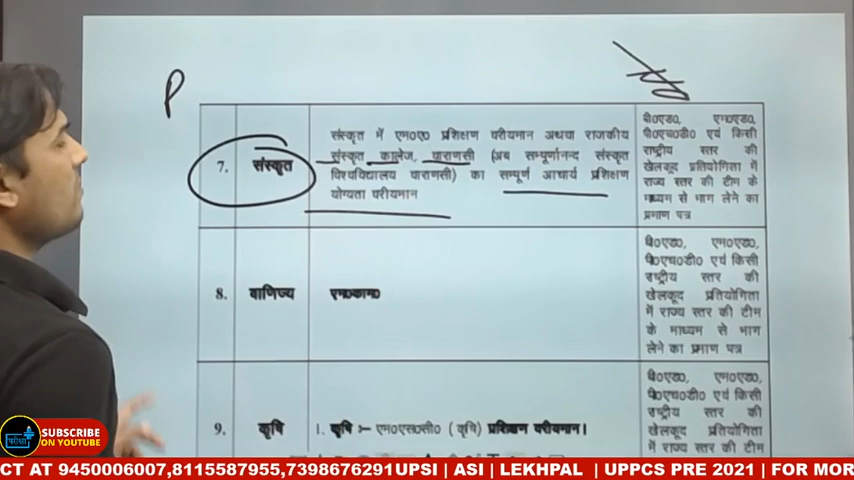 P
7.
संस्कृत
संस्कृत में एम०ए० प्रशिक्षण वरीयमान अथवा राजकीय
संस्कृत कालेज, वाराणसी (अब सम्पूर्णानन्द संस्कृत
विश्वविद्यालय वाराणसी) का सम्पूर्ण आचार्य प्रशिक्षण
योग्यता वरीयमान
बी०एड०, एम०एड०,
पी०एच०डी० एवं किसी
राष्ट्रीय स्तर की
खेलकूद प्रतियोगिता में
राज्य स्तर की टीम के
माध्यम से भाग लेने का
प्रमाण पत्र
8.
वाणिज्य
एम०काम०
बी०एड०, एम०एड०,
पी०एच०डी० एवं किसी
राष्ट्रीय स्तर की
खेलकूद प्रतियोगिता
में राज्य स्तर की टीम
के माध्यम से भाग
लेने का प्रमाण पत्र
9.
कृषि
1. कृषि :- एम०एस०सी० ( कृषि) प्रशिक्षण वरीयमान।
बी०एड०, एम०एड०,
पी०एच०डी० एवं किसी
राष्ट्रीय स्तर की
खेलकूद प्रतियोगिता
में राज्य स्तर की टीम
परीक्षा
SUBSCRIBE
ON YOUTUBE
CT AT 9450006007,8115587955,7398676291UPSI | ASI | LEKHPAL | UPPCS PRE 2021 | FOR MOR